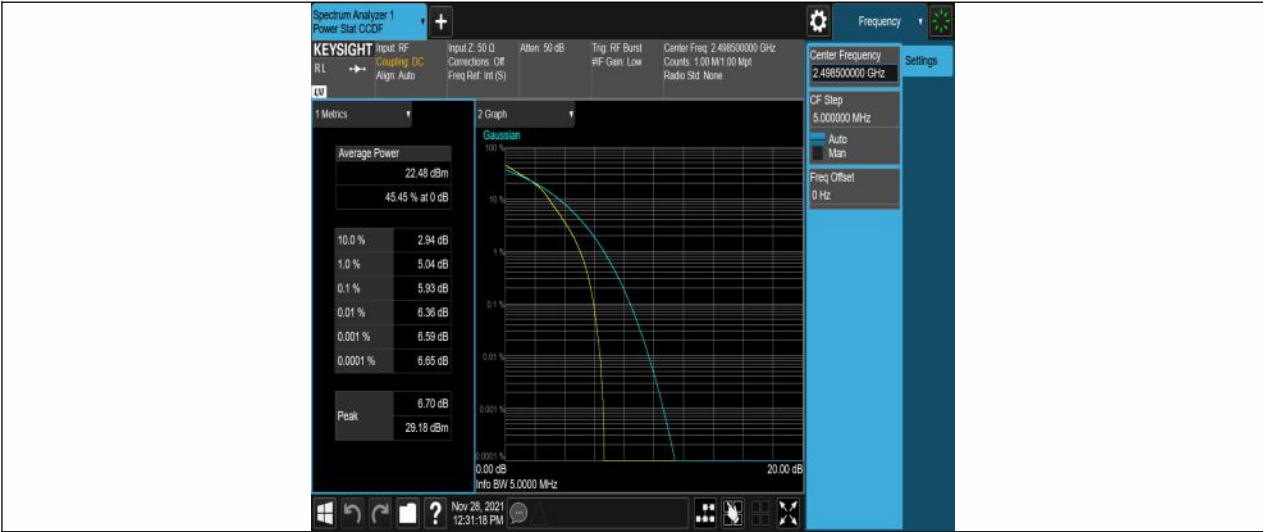 Spectrum Analyzer 1
Power Stat CCDF
+
Frequency
KEYSIGHT
Input: RF
Coupling: DC
Align: Auto
Input Z: 50 Ω
Corrections: Off
Freq Ref: Int (S)
Atten: 50 dB
Trig: RF Burst
#IF Gain: Low
Center Freq: 2.498500000 GHz
Counts: 1.00 M/1.00 Mpt
Radio Std: None
RL
LV
Center Frequency
2.498500000 GHz
Settings
CF Step
5.000000 MHz
Auto
Man
Freq Offset
0 Hz
1 Metrics
Average Power
22.48 dBm
45.45 % at 0 dB
10.0 % 2.94 dB
1.0 % 5.04 dB
0.1 % 5.93 dB
0.01 % 6.36 dB
0.001 % 6.59 dB
0.0001 % 6.65 dB
Peak
6.70 dB
29.18 dBm
2 Graph
Gaussian
100 %
10 %
1 %
0.1 %
0.01 %
0.001 %
0.0001 %
0.00 dB 20.00 dB
Info BW 5.0000 MHz
?
Nov 28, 2021
12:31:18 PM